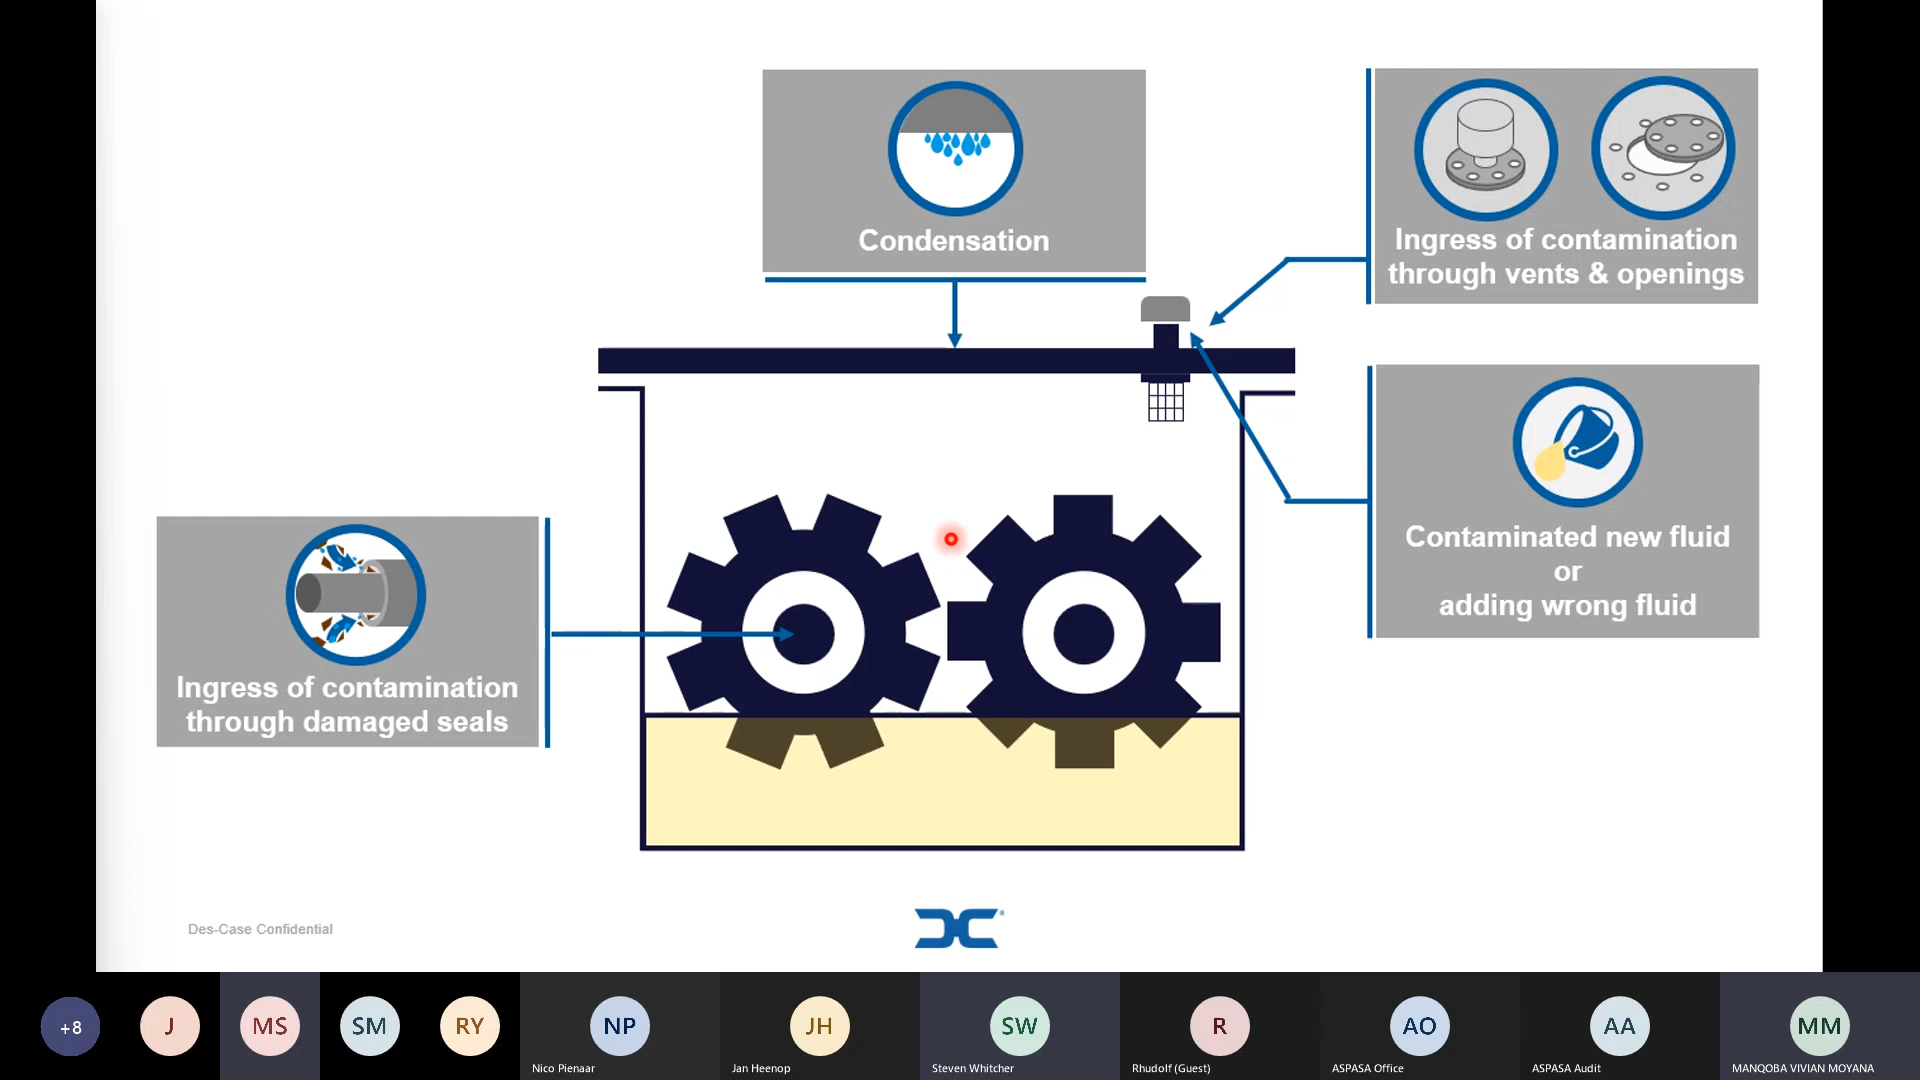 Condensation
Ingress of contamination
through vents & openings
Contaminated new fluid
or
adding wrong fluid
Ingress of contamination
through damaged seals
Des-Case Confidential
+8
J
MS
SM
RY
NP
JH
SW
R
AO
AA
MM
Nico Pienaar
Jan Heenop
Steven Whitcher
Rhudolf (Guest)
ASPASA Office
ASPASA Audit
MANQOBA VIVIAN MOYANA